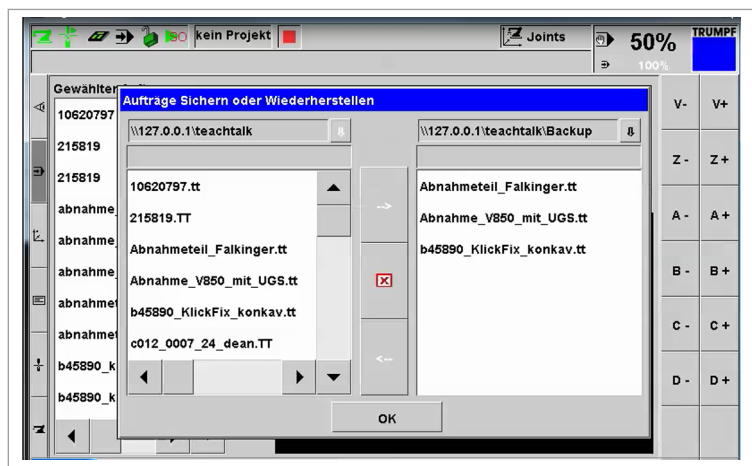 kein Projekt
Joints
50%
TRUMPF
100%
Gewählter
Aufträge Sichern oder Wiederherstellen
\\127.0.0.1\teachtalk
\\127.0.0.1\teachtalk\Backup
10620797
215819
215819
abnahme_
abnahme_
abnahme_
abnahmet
abnahmet
b45890_k
b45890_k
10620797.tt
215819.TT
Abnahmeteil_Falkinger.tt
Abnahme_V850_mit_UGS.tt
b45890_KlickFix_konkav.tt
c012_0007_24_dean.TT
-->
<--
Abnahmeteil_Falkinger.tt
Abnahme_V850_mit_UGS.tt
b45890_KlickFix_konkav.tt
OK
V- V+
Z- Z+
A- A+
B- B+
C- C+
D- D+